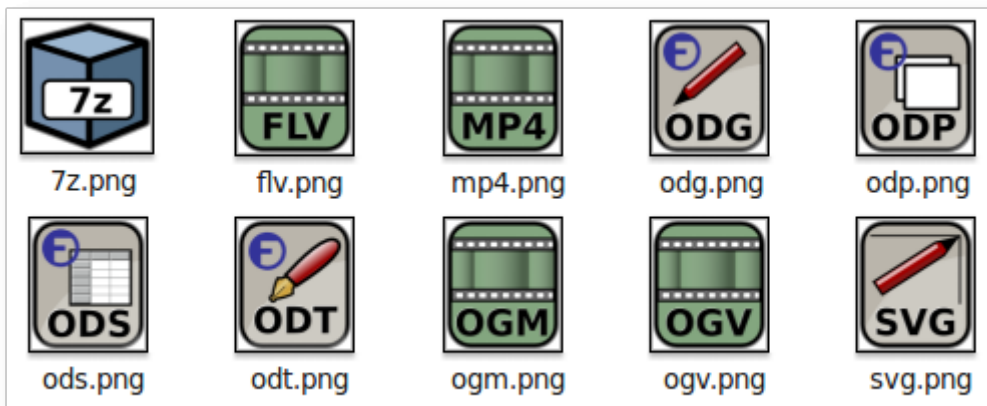 7z
FLV
MP4
ODG
ODP
7z.png
flv.png
mp4.png
odg.png
odp.png
ODS
ODT
OGM
OGV
SVG
ods.png
odt.png
ogm.png
ogv.png
svg.png